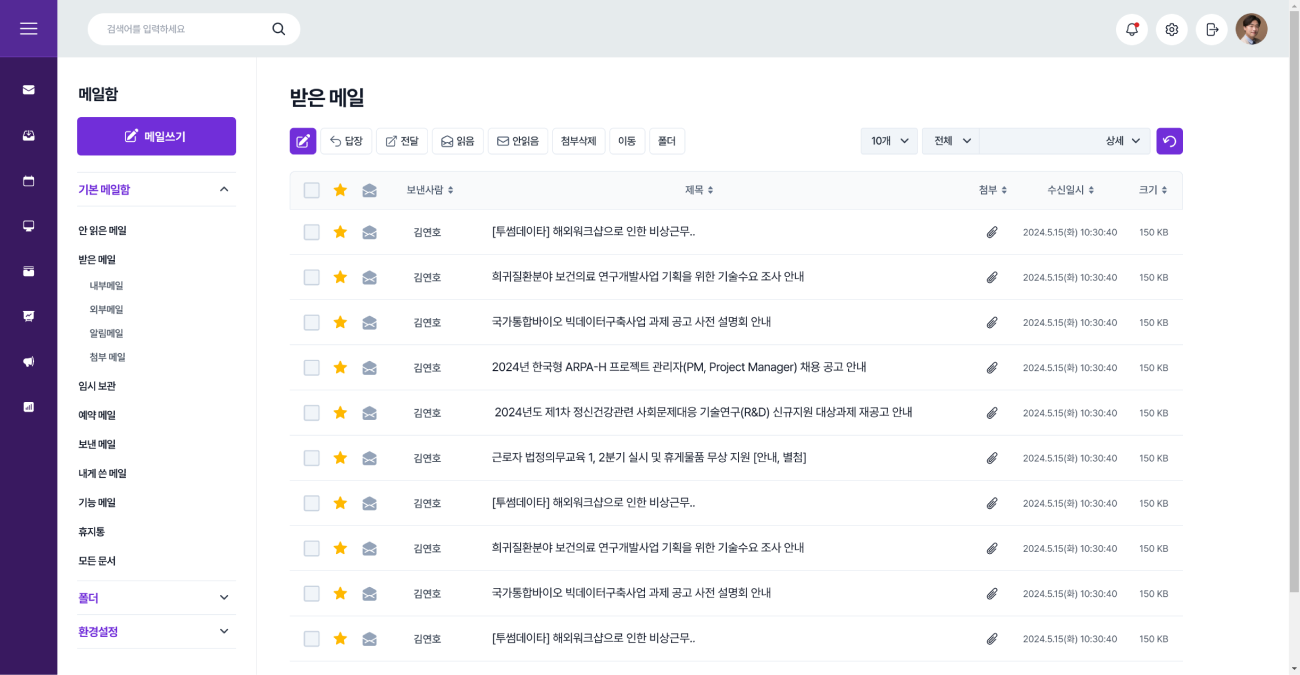 검색어를 입력하세요
메일함
메일쓰기
기본 메일함
안 읽은 메일
받은 메일
내부메일
외부메일
알림메일
첨부 메일
임시 보관
예약 메일
보낸 메일
내게 쓴 메일
기능 메일
휴지통
모든 문서
폴더
환경설정
받은 메일
답장 전달 읽음 안읽음 첨부삭제 이동 폴더 10개 전체 상세
보낸사람 제목 첨부 수신일시 크기
김연호 [투썸데이타] 해외워크샵으로 인한 비상근무.. 2024.5.15(화) 10:30:40 150 KB
김연호 희귀질환분야 보건의료 연구개발사업 기획을 위한 기술수요 조사 안내 2024.5.15(화) 10:30:40 150 KB
김연호 국가통합바이오 빅데이터구축사업 과제 공고 사전 설명회 안내 2024.5.15(화) 10:30:40 150 KB
김연호 2024년 한국형 ARPA-H 프로젝트 관리자(PM, Project Manager) 채용 공고 안내 2024.5.15(화) 10:30:40 150 KB
김연호 2024년도 제1차 정신건강관련 사회문제대응 기술연구(R&D) 신규지원 대상과제 재공고 안내 2024.5.15(화) 10:30:40 150 KB
김연호 근로자 법정의무교육 1, 2분기 실시 및 휴게물품 무상 지원 [안내, 별첨] 2024.5.15(화) 10:30:40 150 KB
김연호 [투썸데이타] 해외워크샵으로 인한 비상근무.. 2024.5.15(화) 10:30:40 150 KB
김연호 희귀질환분야 보건의료 연구개발사업 기획을 위한 기술수요 조사 안내 2024.5.15(화) 10:30:40 150 KB
김연호 국가통합바이오 빅데이터구축사업 과제 공고 사전 설명회 안내 2024.5.15(화) 10:30:40 150 KB
김연호 [투썸데이타] 해외워크샵으로 인한 비상근무.. 2024.5.15(화) 10:30:40 150 KB